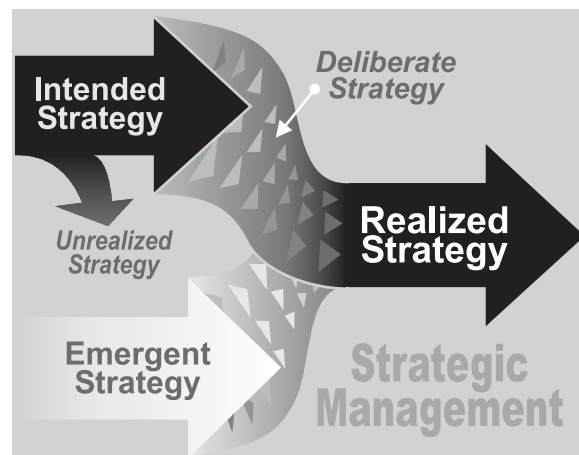 Intended
Strategy
Deliberate
Strategy
Unrealized
Strategy
Realized
Strategy
Emergent
Strategy
Strategic
Management